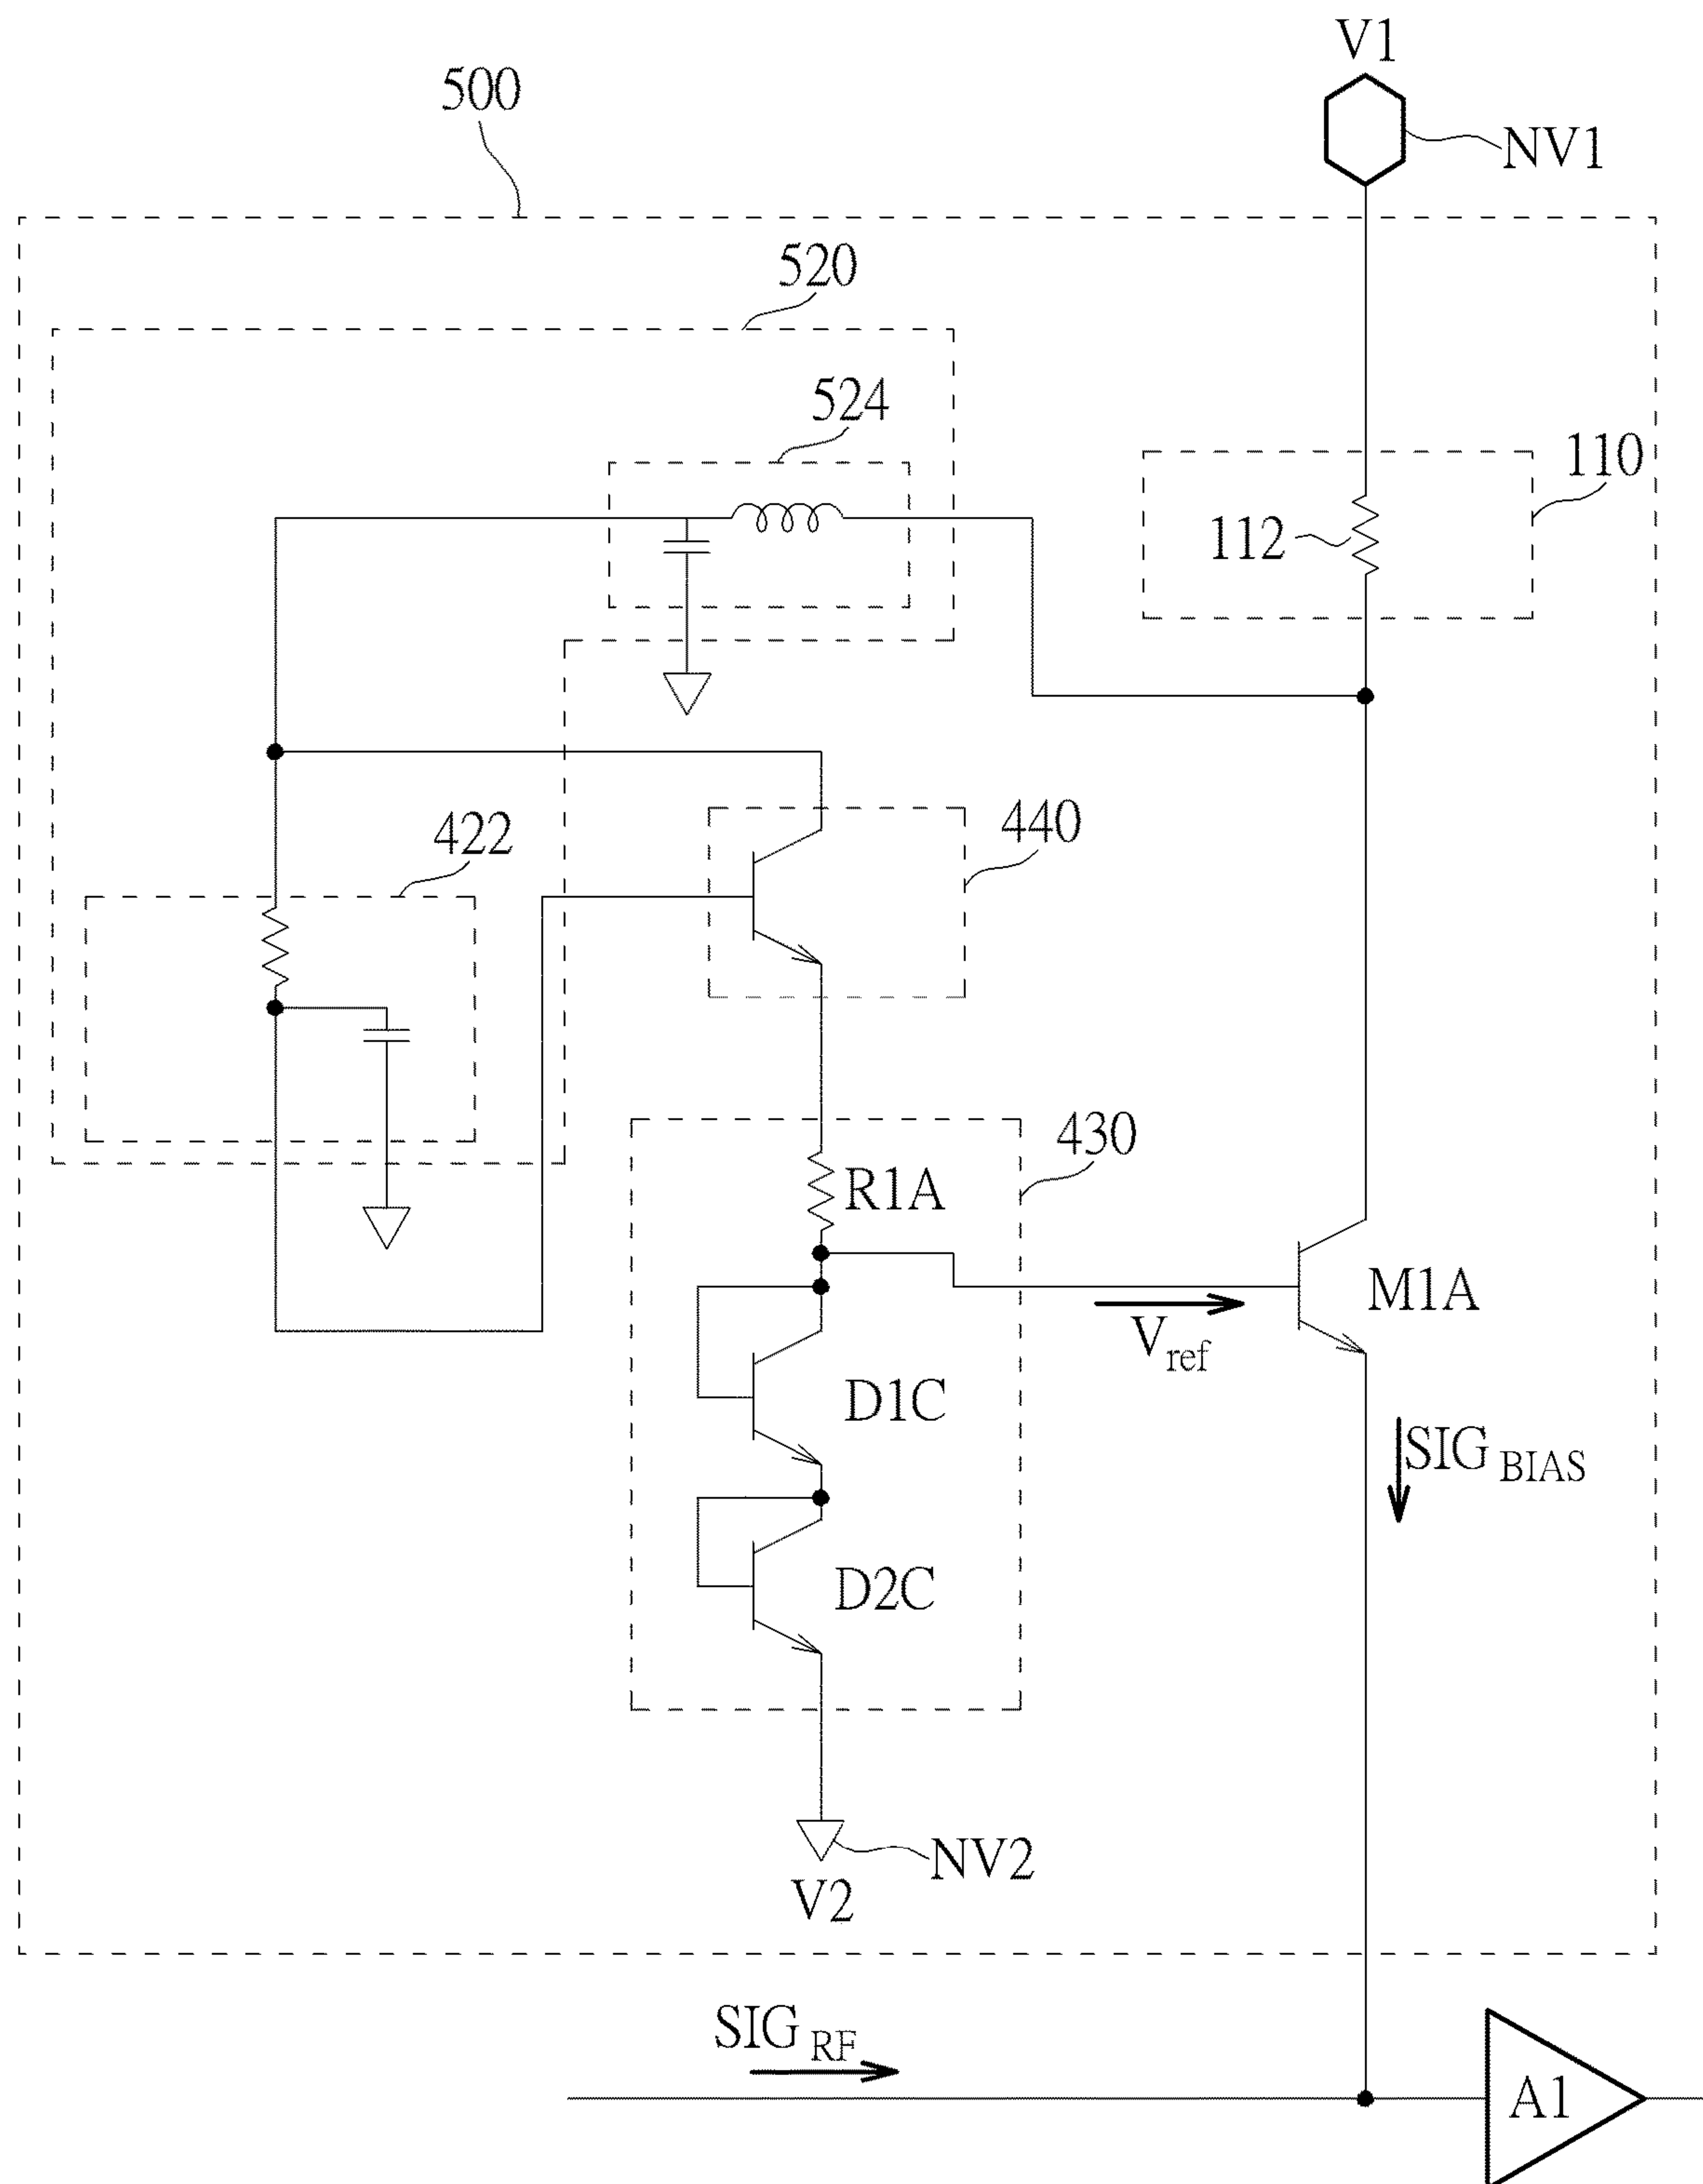 V1
500
NV1
520
524
110
112
422
440
430
R1A
M1A
Vref
D1C
SIG BIAS
D2C
NV2
V2
SIG RF
A1